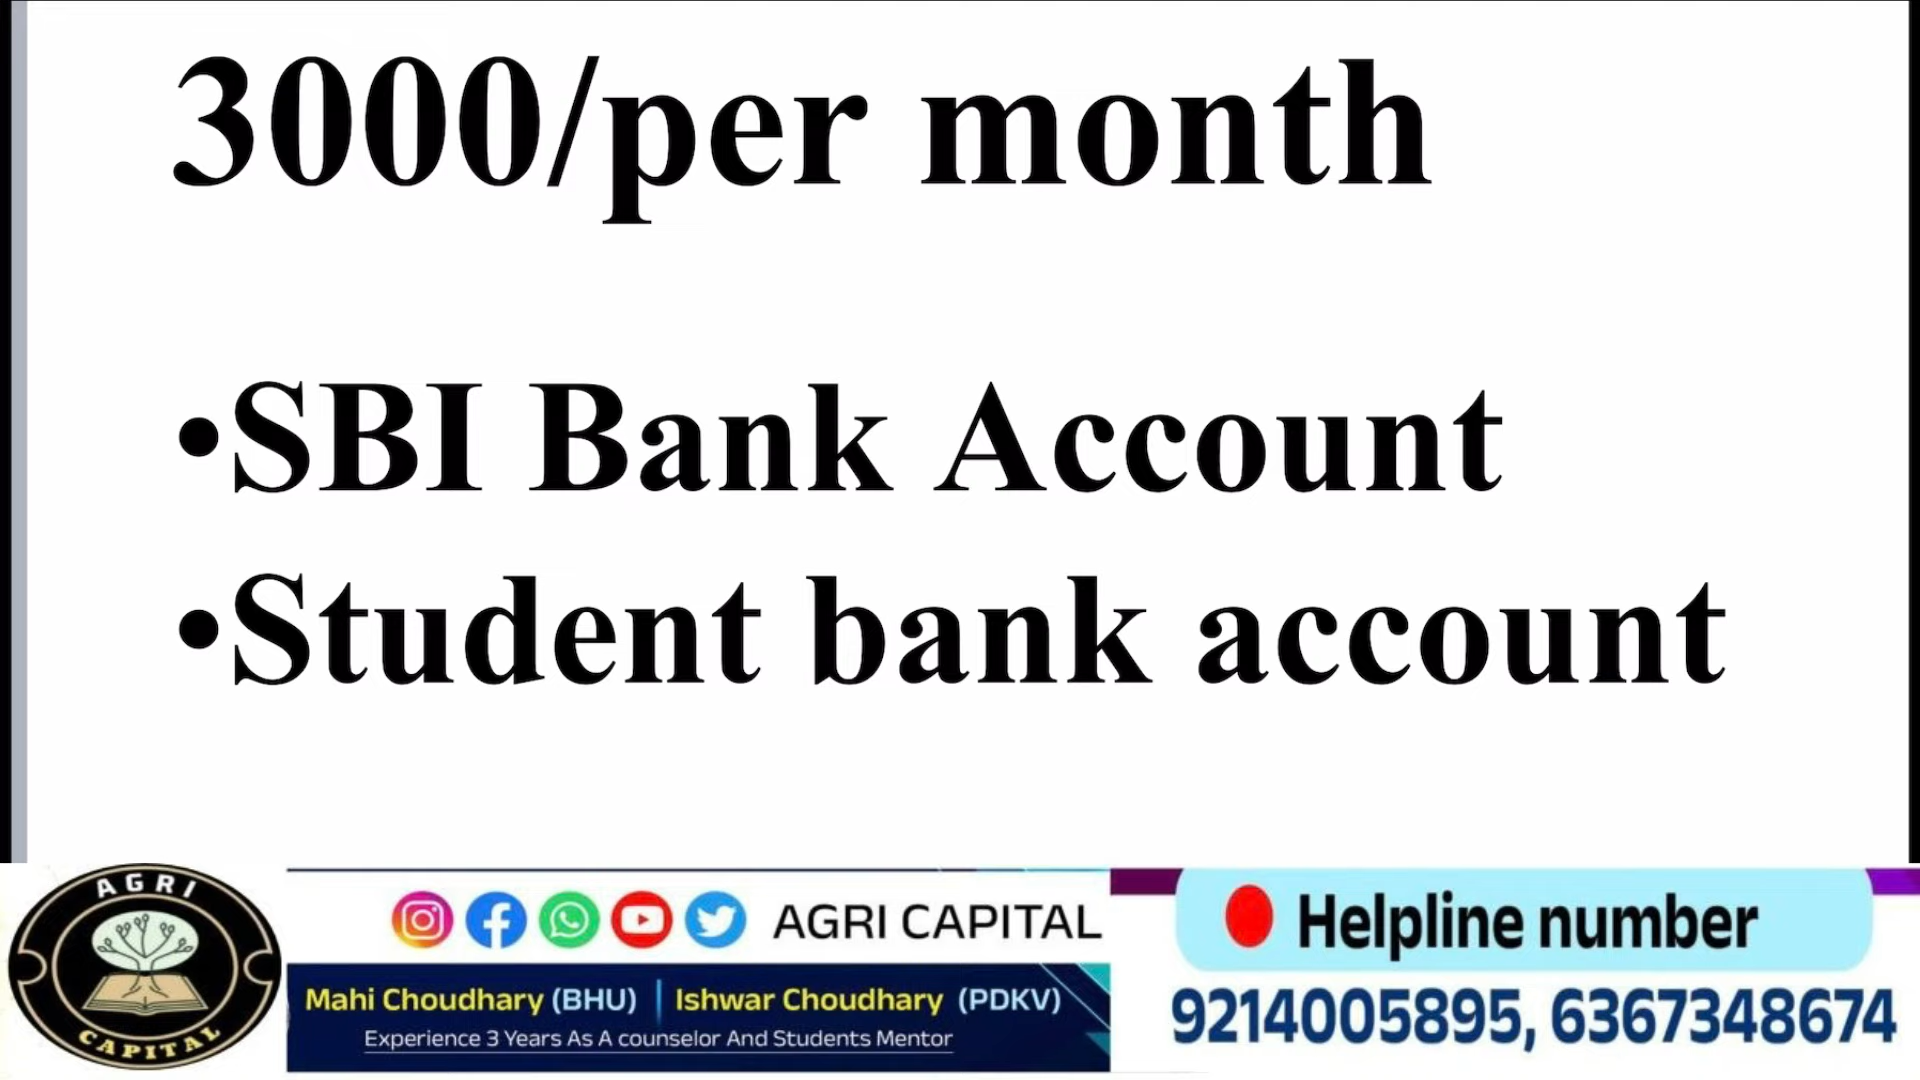 3000/per month
•SBI Bank Account
•Student bank account
AGRI CAPITAL
AGRI CAPITAL
Mahi Choudhary (BHU) | Ishwar Choudhary (PDKV)
Experience 3 Years As A counselor And Students Mentor
Helpline number
9214005895, 6367348674